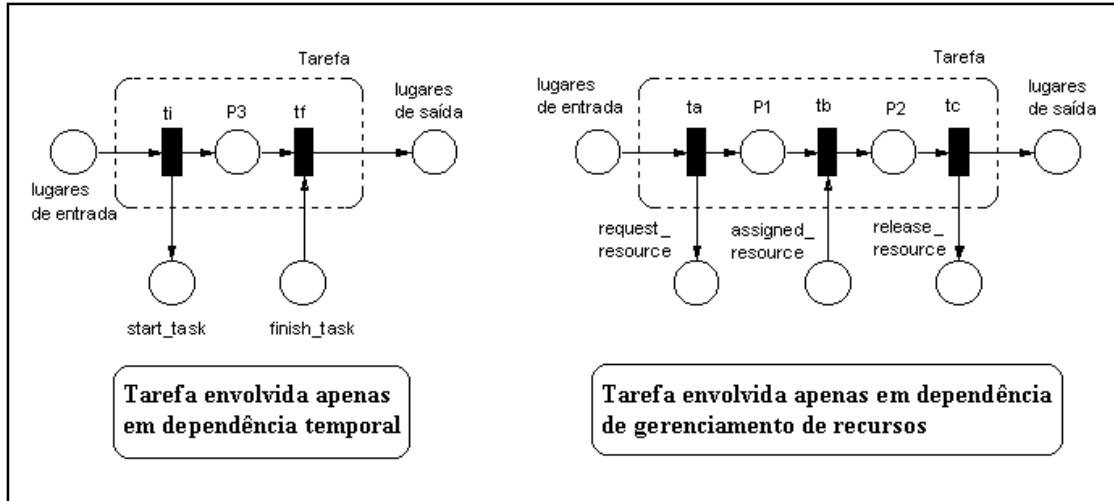 Tarefa
lugares
de saída
ti
P3
tf
lugares
de entrada
start_task
finish_task
Tarefa envolvida apenas
em dependência temporal
Tarefa
lugares
de entrada
lugares
de saída
ta
P1
tb
P2
tc
request_
resource
assigned_
resource
release_
resource
Tarefa envolvida apenas em dependência
de gerenciamento de recursos